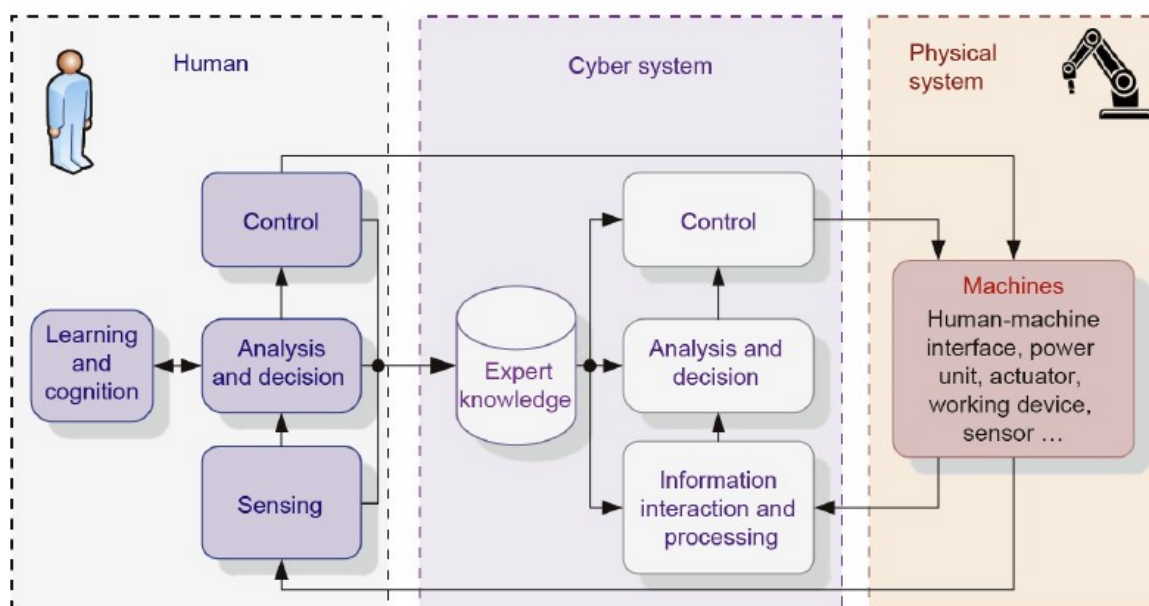 Human
Cyber system
Physical
system
Control
Control
Machines
Human-machine
interface, power
unit, actuator,
working device,
sensor ...
Learning
and
cognition
Analysis
and decision
Expert
knowledge
Analysis and
decision
Sensing
Information
interaction and
processing